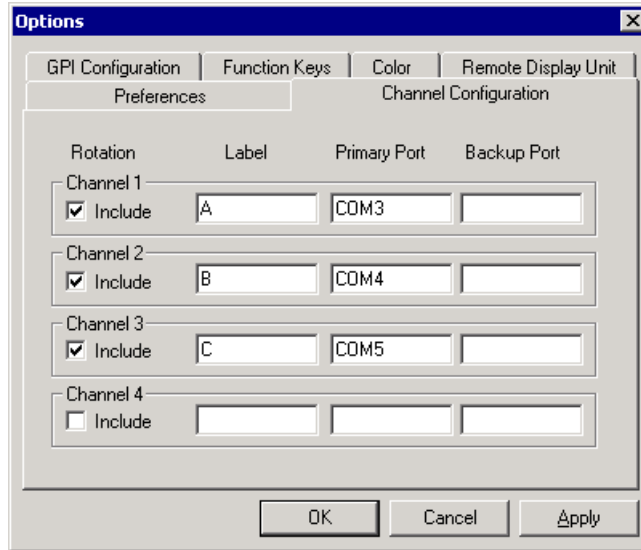 Options
GPI Configuration Function Keys Color Remote Display Unit
Preferences Channel Configuration
Rotation Label Primary Port Backup Port
Channel 1
Include A COM3
Channel 2
Include B COM4
Channel 3
Include C COM5
Channel 4
Include
OK Cancel Apply